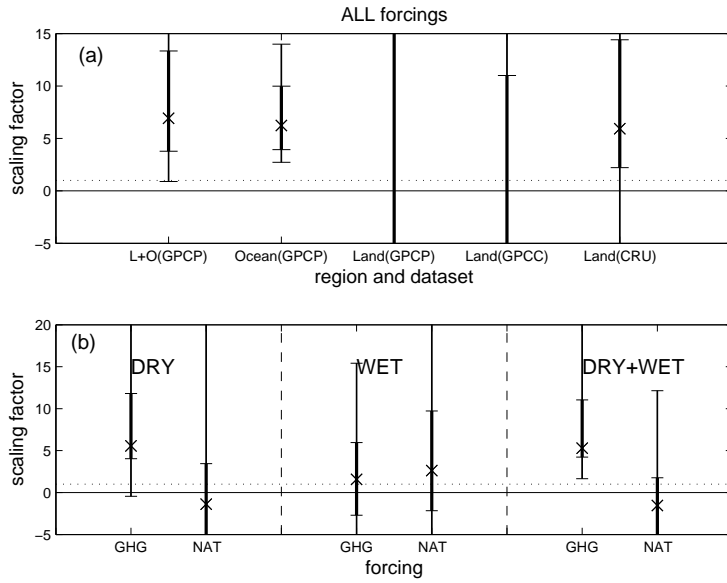 ALL forcings
(a)
15
10
5
0
−5
scaling factor
L+O(GPCP) Ocean(GPCP) Land(GPCP) Land(GPCC) Land(CRU)
region and dataset
(b)
20
15
10
5
0
−5
scaling factor
DRY WET DRY+WET
GHG NAT GHG NAT GHG NAT
forcing